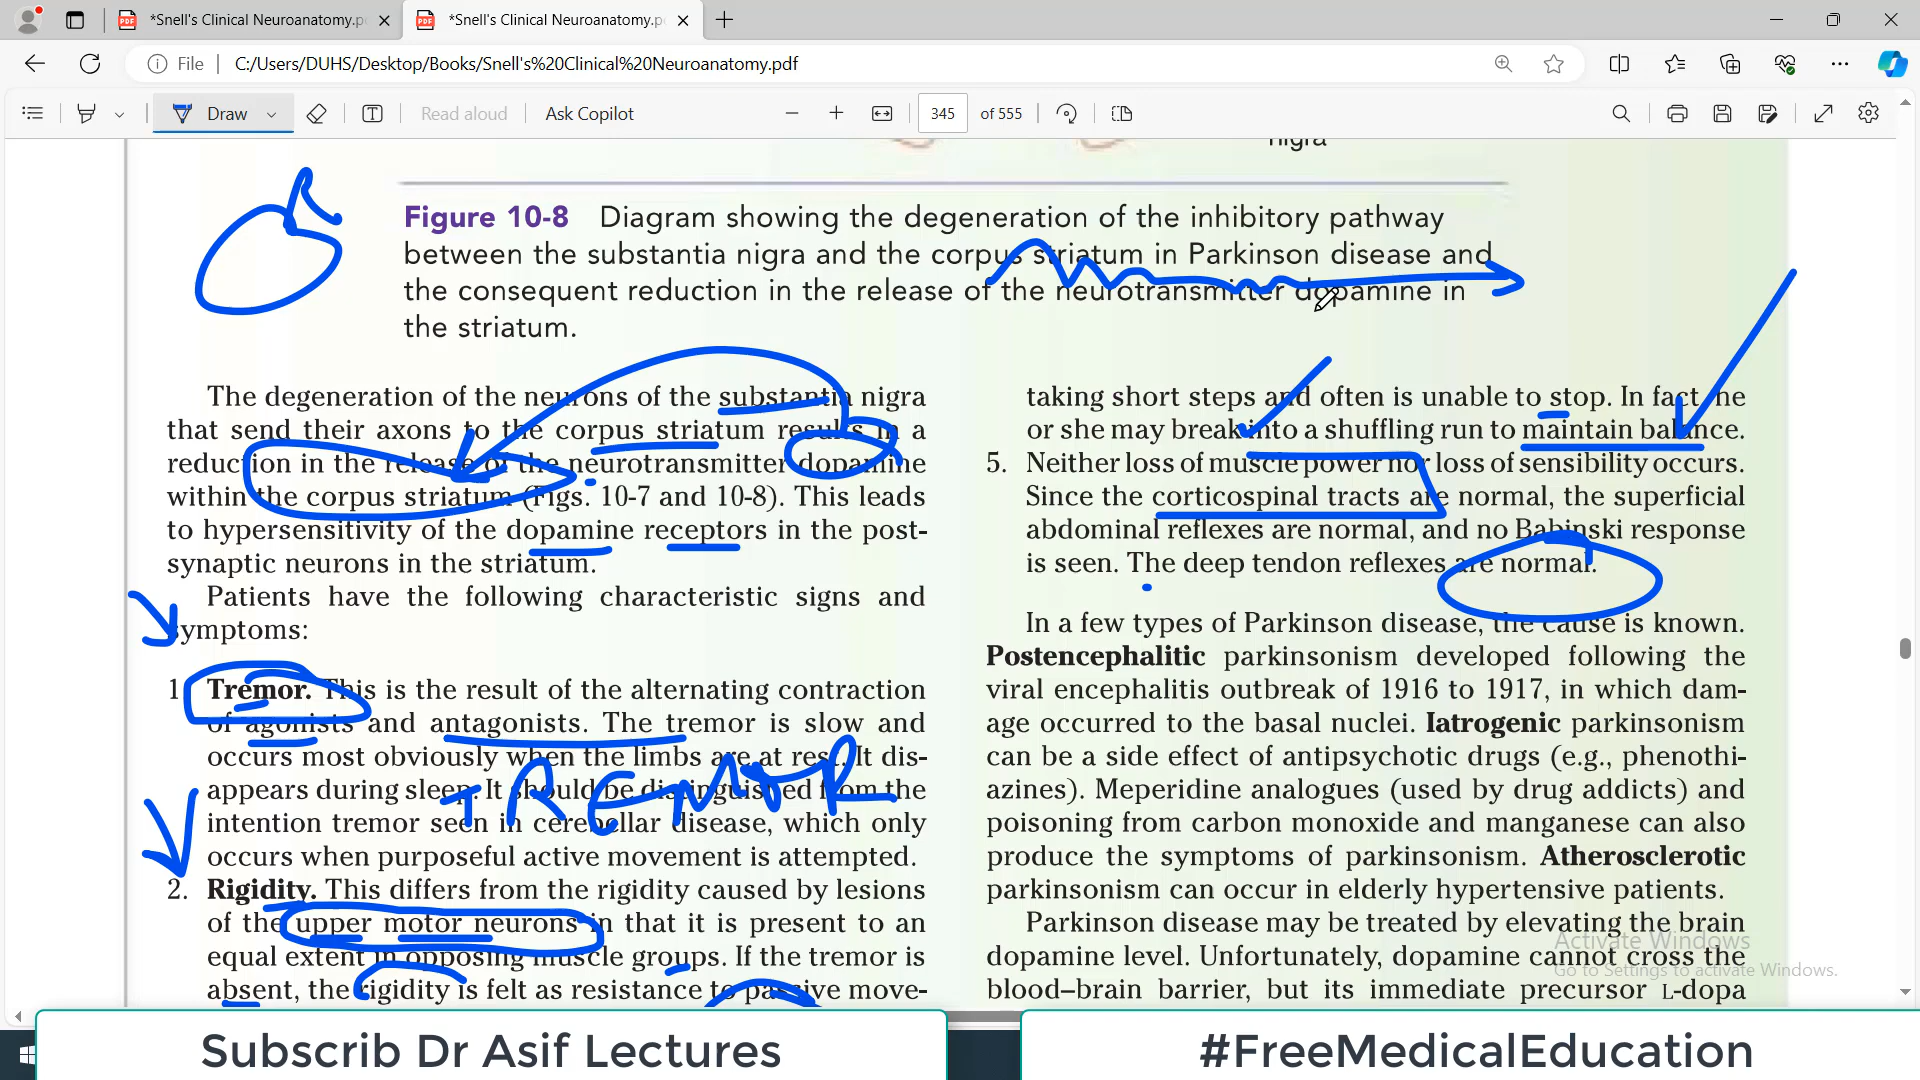 *Snell's Clinical Neuroanatomy.p
*Snell's Clinical Neuroanatomy.p
File
C:/Users/DUHS/Desktop/Books/Snell's%20Clinical%20Neuroanatomy.pdf
Draw
Read aloud
Ask Copilot
345
of 555
nigra
Figure 10-8 Diagram showing the degeneration of the inhibitory pathway
between the substantia nigra and the corpus striatum in Parkinson disease and
the consequent reduction in the release of the neurotransmitter dopamine in
the striatum.
The degeneration of the neurons of the substantia nigra
that send their axons to the corpus striatum results in a
reduction in the release of the neurotransmitter dopamine
within the corpus striatum (Figs. 10-7 and 10-8). This leads
to hypersensitivity of the dopamine receptors in the post-
synaptic neurons in the striatum.
Patients have the following characteristic signs and
symptoms:
1. Tremor. This is the result of the alternating contraction
of agonists and antagonists. The tremor is slow and
occurs most obviously when the limbs are at rest. It dis-
appears during sleep. It should be distinguished from the
TREMOR
intention tremor seen in cerebellar disease, which only
occurs when purposeful active movement is attempted.
2. Rigidity. This differs from the rigidity caused by lesions
of the upper motor neurons in that it is present to an
equal extent in opposing muscle groups. If the tremor is
absent, the rigidity is felt as resistance to passive move-
taking short steps and often is unable to stop. In fact, he
or she may break into a shuffling run to maintain balance.
5. Neither loss of muscle power nor loss of sensibility occurs.
Since the corticospinal tracts are normal, the superficial
abdominal reflexes are normal, and no Babinski response
is seen. The deep tendon reflexes are normal.
In a few types of Parkinson disease, the cause is known.
Postencephalitic parkinsonism developed following the
viral encephalitis outbreak of 1916 to 1917, in which dam-
age occurred to the basal nuclei. Iatrogenic parkinsonism
can be a side effect of antipsychotic drugs (e.g., phenothi-
azines). Meperidine analogues (used by drug addicts) and
poisoning from carbon monoxide and manganese can also
produce the symptoms of parkinsonism. Atherosclerotic
parkinsonism can occur in elderly hypertensive patients.
Parkinson disease may be treated by elevating the brain
dopamine level. Unfortunately, dopamine cannot cross the
blood–brain barrier, but its immediate precursor L-dopa
Activate Windows
Go to Settings to activate Windows.
Subscrib Dr Asif Lectures
#FreeMedicalEducation